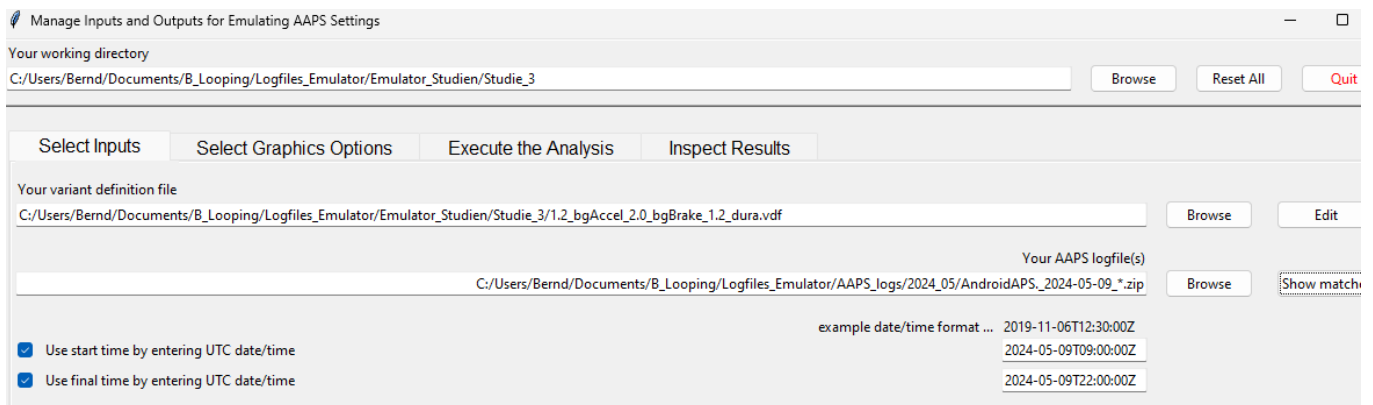 Manage Inputs and Outputs for Emulating AAPS Settings
Your working directory
C:/Users/Bernd/Documents/B_Looping/Logfiles_Emulator/Emulator_Studien/Studie_3 Browse Reset All Quit
Select Inputs Select Graphics Options Execute the Analysis Inspect Results
Your variant definition file
C:/Users/Bernd/Documents/B_Looping/Logfiles_Emulator/Emulator_Studien/Studie_3/1.2_bgAccel_2.0_bgBrake_1.2_dura.vdf Browse Edit
Your AAPS logfile(s)
C:/Users/Bernd/Documents/B_Looping/Logfiles_Emulator/AAPS_logs/2024_05/AndroidAPS._2024-05-09_*.zip Browse Show matche
example date/time format ... 2019-11-06T12:30:00Z
Use start time by entering UTC date/time 2024-05-09T09:00:00Z
Use final time by entering UTC date/time 2024-05-09T22:00:00Z